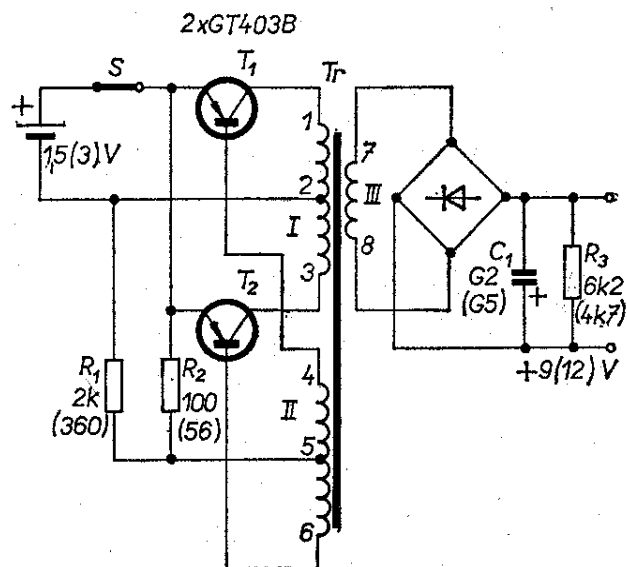 2xGT403B
S
T1
Tr
+
1,5(3)V
1
2
I
3
7
III
8
C1
G2
(G5)
+
R3
6k2
(4k7)
+9(12)V
T2
R1
2k
(360)
R2
100
(56)
4
II
5
6